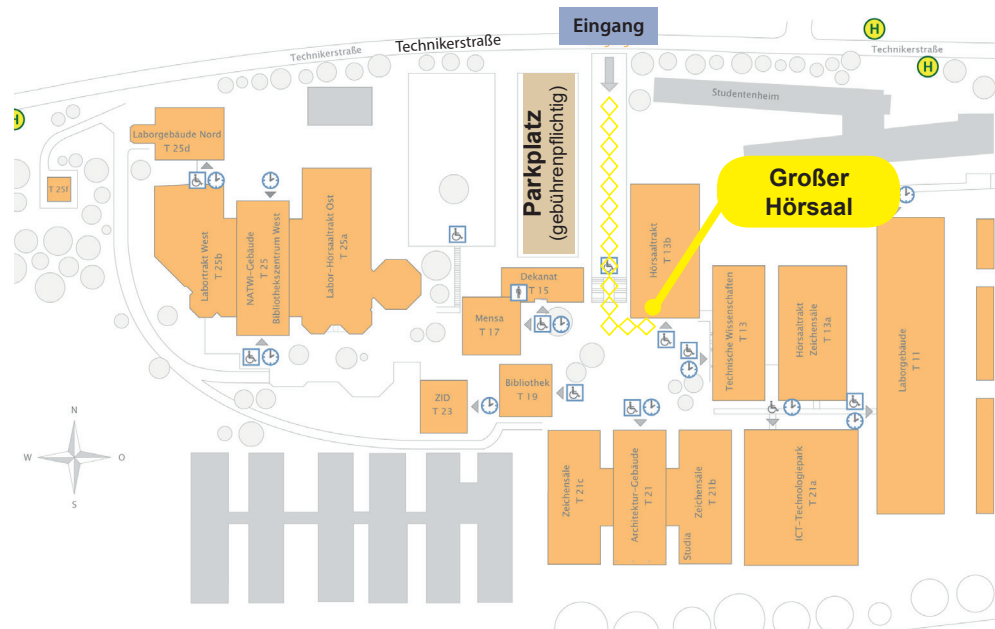 Eingang
H
Technikerstraße
Technikerstraße
Technikerstraße
H
H
Studentenheim
Parkplatz
(gebührenpflichtig)
Laborgebäude Nord
T 25d
T 25f
Großer
Hörsaal
Labortrakt West
T 25b
NATWI-Gebäude
T 25
Bibliothekszentrum West
Labor-Hörsaaltrakt Ost
T 25a
Hörsaaltrakt
T 13b
Dekanat
T 15
Mensa
T 17
Technische Wissenschaften
T 13
Hörsaaltrakt
Zeichensäle
T 13a
Laborgebäude
T 11
ZID
T 23
Bibliothek
T 19
N
W
O
S
Zeichensäle
T 21c
Architektur-Gebäude
T 21
Studia
Zeichensäle
T 21b
ICT-Technologiepark
T 21a